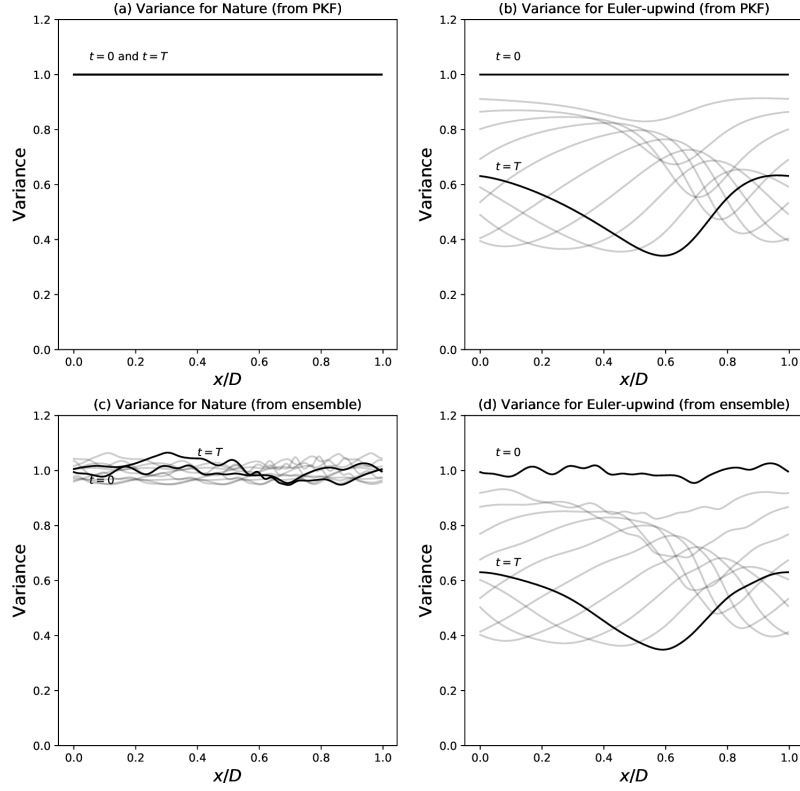 (a) Variance for Nature (from PKF)
1.2
1.0
0.8
0.6
0.4
0.2
0.0
Variance
t = 0 and t = T
0.0 0.2 0.4 0.6 0.8 1.0
x/D
(b) Variance for Euler-upwind (from PKF)
1.2
1.0
0.8
0.6
0.4
0.2
0.0
Variance
t = 0
t = T
0.0 0.2 0.4 0.6 0.8 1.0
x/D
(c) Variance for Nature (from ensemble)
1.2
1.0
0.8
0.6
0.4
0.2
0.0
Variance
t = T
t = 0
0.0 0.2 0.4 0.6 0.8 1.0
x/D
(d) Variance for Euler-upwind (from ensemble)
1.2
1.0
0.8
0.6
0.4
0.2
0.0
Variance
t = 0
t = T
0.0 0.2 0.4 0.6 0.8 1.0
x/D